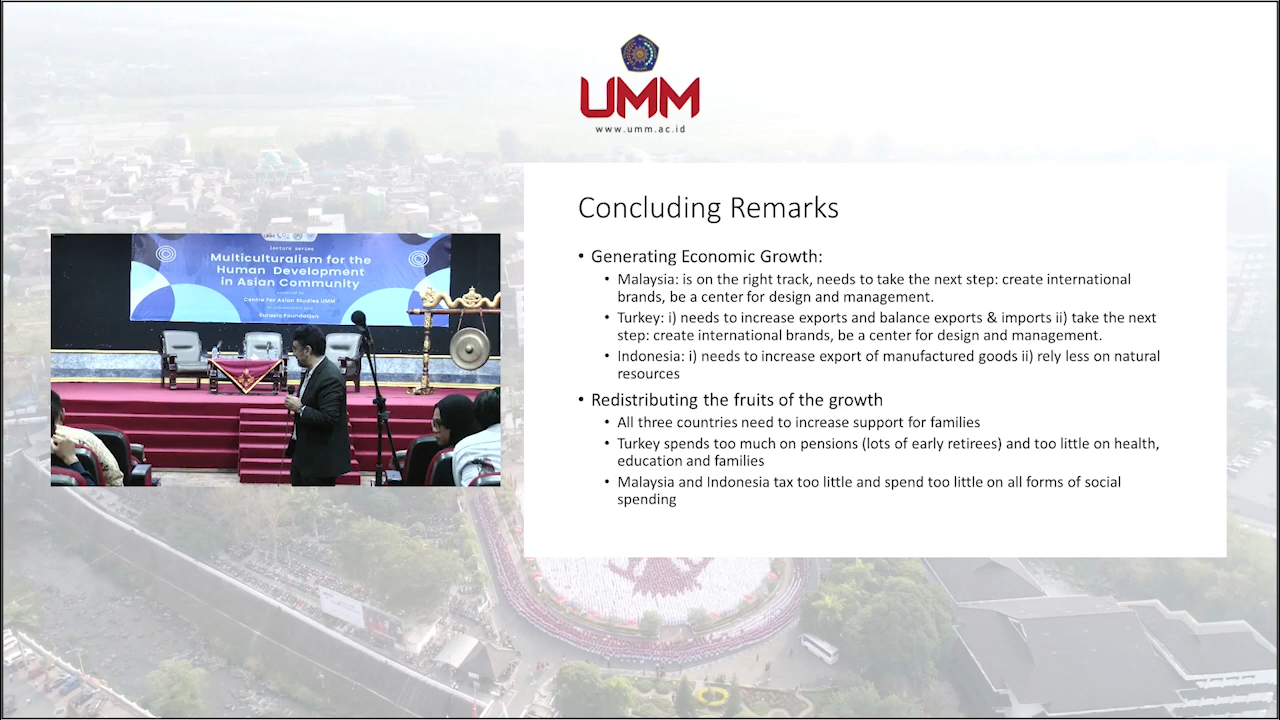 UMM
www.umm.ac.id
lecture series
Multiculturalism for the
Human Development
in Asian Community
Centre For Asian Studies UMM
Eurasia Foundation
Concluding Remarks
• Generating Economic Growth:
• Malaysia: is on the right track, needs to take the next step: create international
brands, be a center for design and management.
• Turkey: i) needs to increase exports and balance exports & imports ii) take the next
step: create international brands, be a center for design and management.
• Indonesia: i) needs to increase export of manufactured goods ii) rely less on natural
resources
• Redistributing the fruits of the growth
• All three countries need to increase support for families
• Turkey spends too much on pensions (lots of early retirees) and too little on health,
education and families
• Malaysia and Indonesia tax too little and spend too little on all forms of social
spending